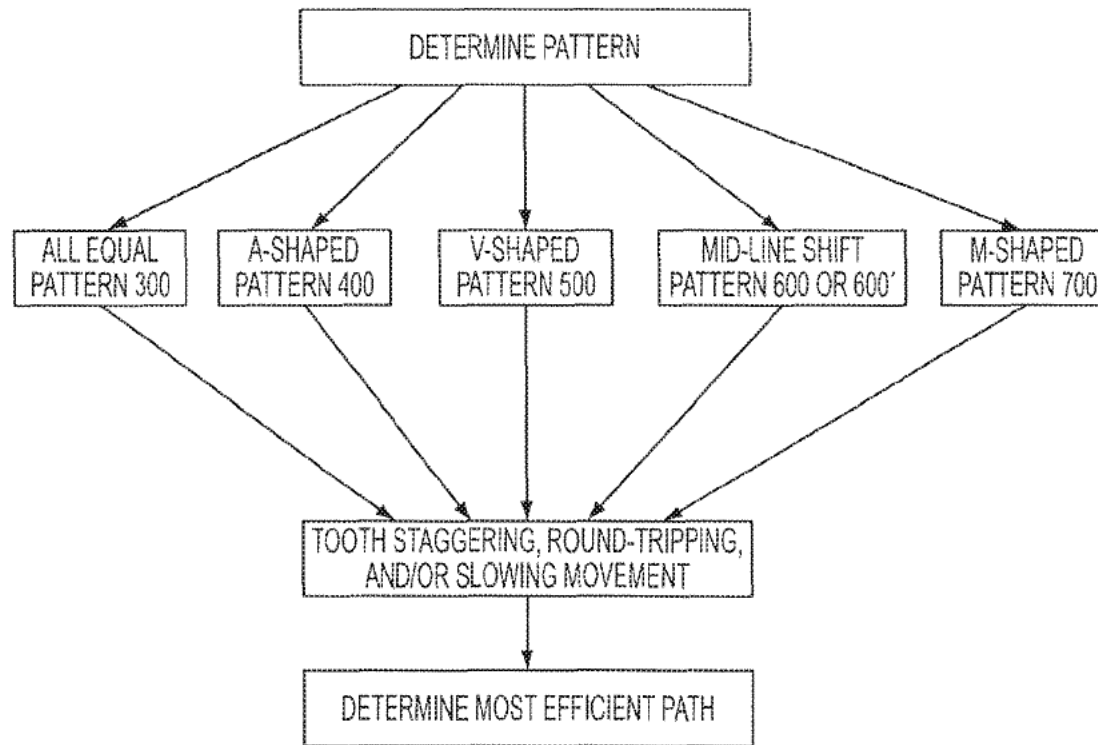 DETERMINE PATTERN
ALL EQUAL
PATTERN 300
A-SHAPED
PATTERN 400
V-SHAPED
PATTERN 500
MID-LINE SHIFT
PATTERN 600 OR 600´
M-SHAPED
PATTERN 700
TOOTH STAGGERING, ROUND-TRIPPING,
AND/OR SLOWING MOVEMENT
DETERMINE MOST EFFICIENT PATH